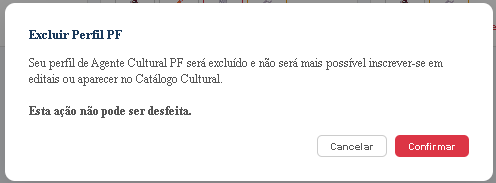 Excluir Perfil PF
Seu perfil de Agente Cultural PF será excluído e não será mais possível inscrever-se em
editais ou aparecer no Catálogo Cultural.
Esta ação não pode ser desfeita.
Cancelar
Confirmar